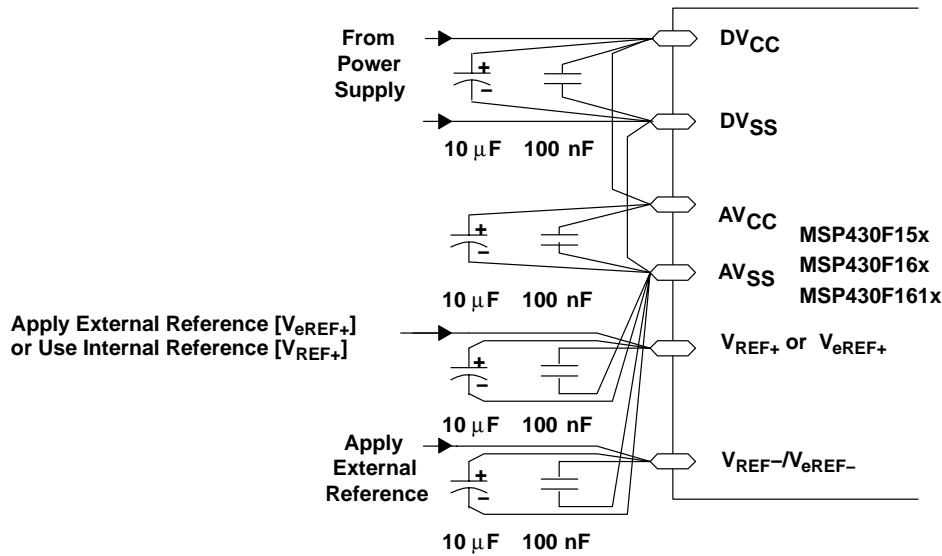 From
Power
Supply
DVCC
+
−
DVSS
10 μF 100 nF
AVCC
+
−
MSP430F15x
MSP430F16x
AVSS
MSP430F161x
10 μF 100 nF
Apply External Reference [VeREF+]
or Use Internal Reference [VREF+]
VREF+ or VeREF+
+
−
10 μF 100 nF
Apply
External
Reference
VREF−/VeREF−
+
−
10 μF 100 nF